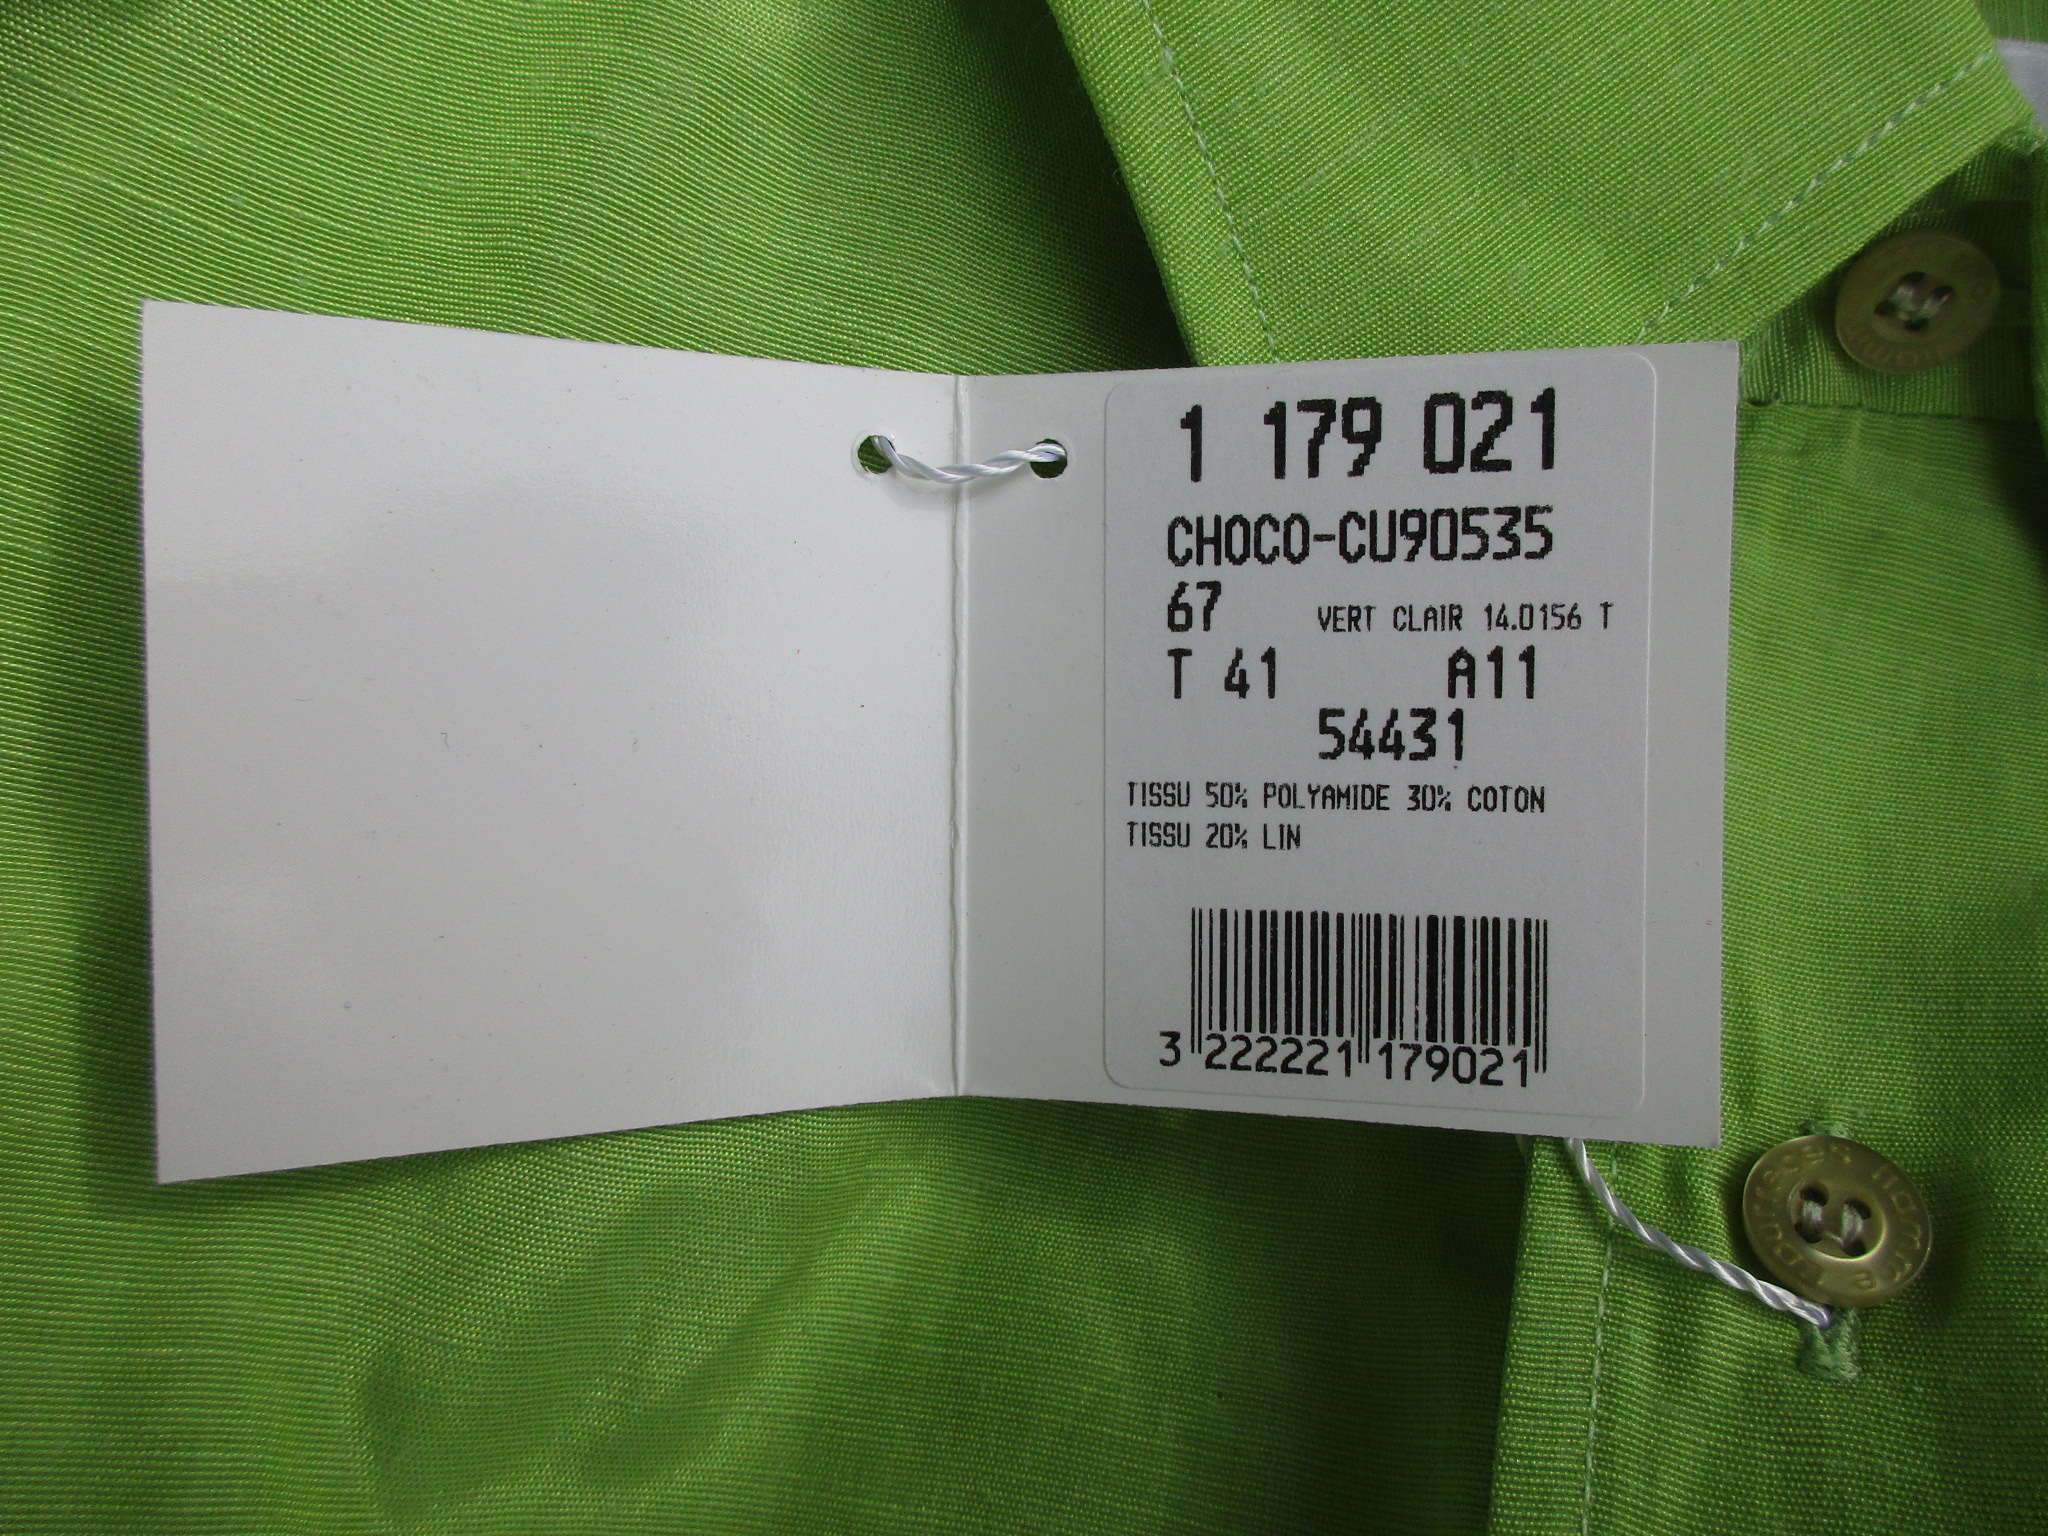 1 179 021
CHOCO-CU90535
67 VERT CLAIR 14.0156 T
T 41 A11
54431
TISSU 50% POLYAMIDE 30% COTON
TISSU 20% LIN
3 222221 179021